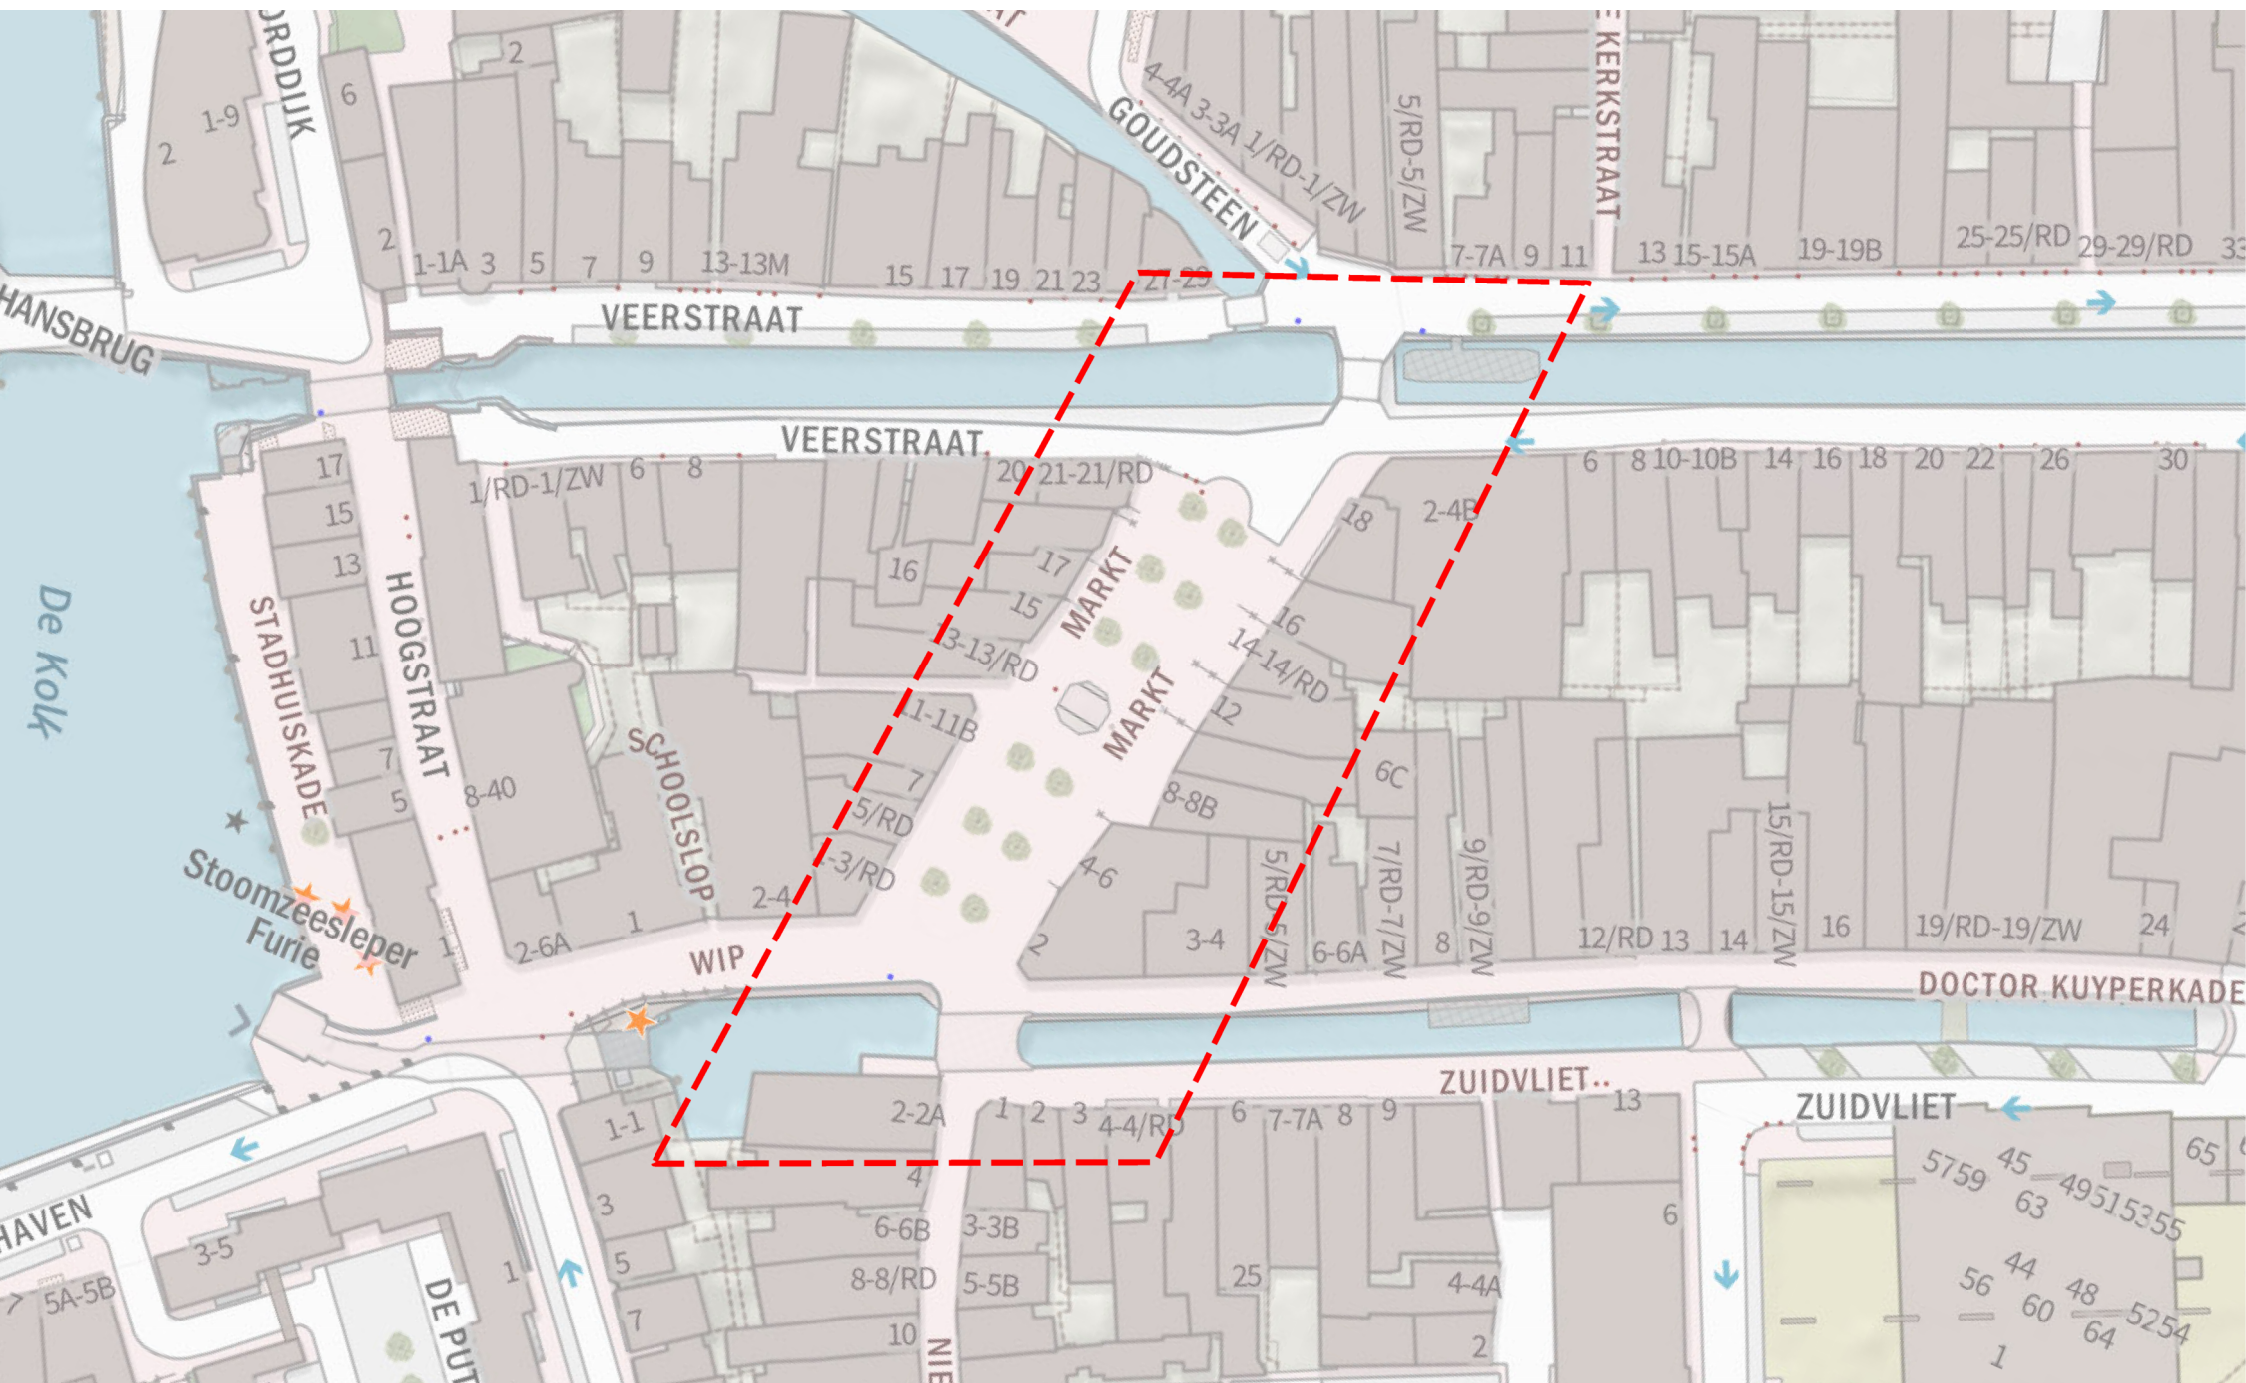 2
6
1-9
2
2
1-1A
3
5
7
9
13-13M
15
17
19
21
23
27-29
GOUDSTEEN
4-4A
3-3A
1/RD-1/ZW
5/RD-5/ZW
7-7A
9
11
KERKSTRAAT
13
15-15A
19-19B
25-25/RD
29-29/RD
33
HANSBRUG
VEERSTRAAT
VEERSTRAAT
De Kolk
STADHUISKADE
HOOGSTRAAT
17
15
13
11
7
5
1
1/RD-1/ZW
6
8
16
20
21-21/RD
17
15
13-13/RD
11-11B
7
5/RD
-3/RD
2-4
8-40
SCHOOLSLOP
2-6A
1
WIP
MARKT
MARKT
18
2-4B
16
14-14/RD
12
8-8B
6C
4-6
2
3-4
5/RD-5/ZW
6-6A
7/RD-7/ZW
8
9/RD-9/ZW
12/RD
13
14
15/RD-15/ZW
16
19/RD-19/ZW
24
6
8
10-10B
14
16
18
20
22
26
30
DOCTOR KUYPERKADE
Stoomzeesleper
Furie
ZUIDVLIET
ZUIDVLIET
1-1
3
5
7
2-2A
4
6-6B
8-8/RD
10
1
2
3
4-4/RD
6
7-7A
8
9
13
3-3B
5-5B
25
4-4A
2
6
HAVEN
3-5
1
7
5A-5B
DE PUT
NIE
5759
45
63
49515355
65
44
56
60
48
64
5254
1